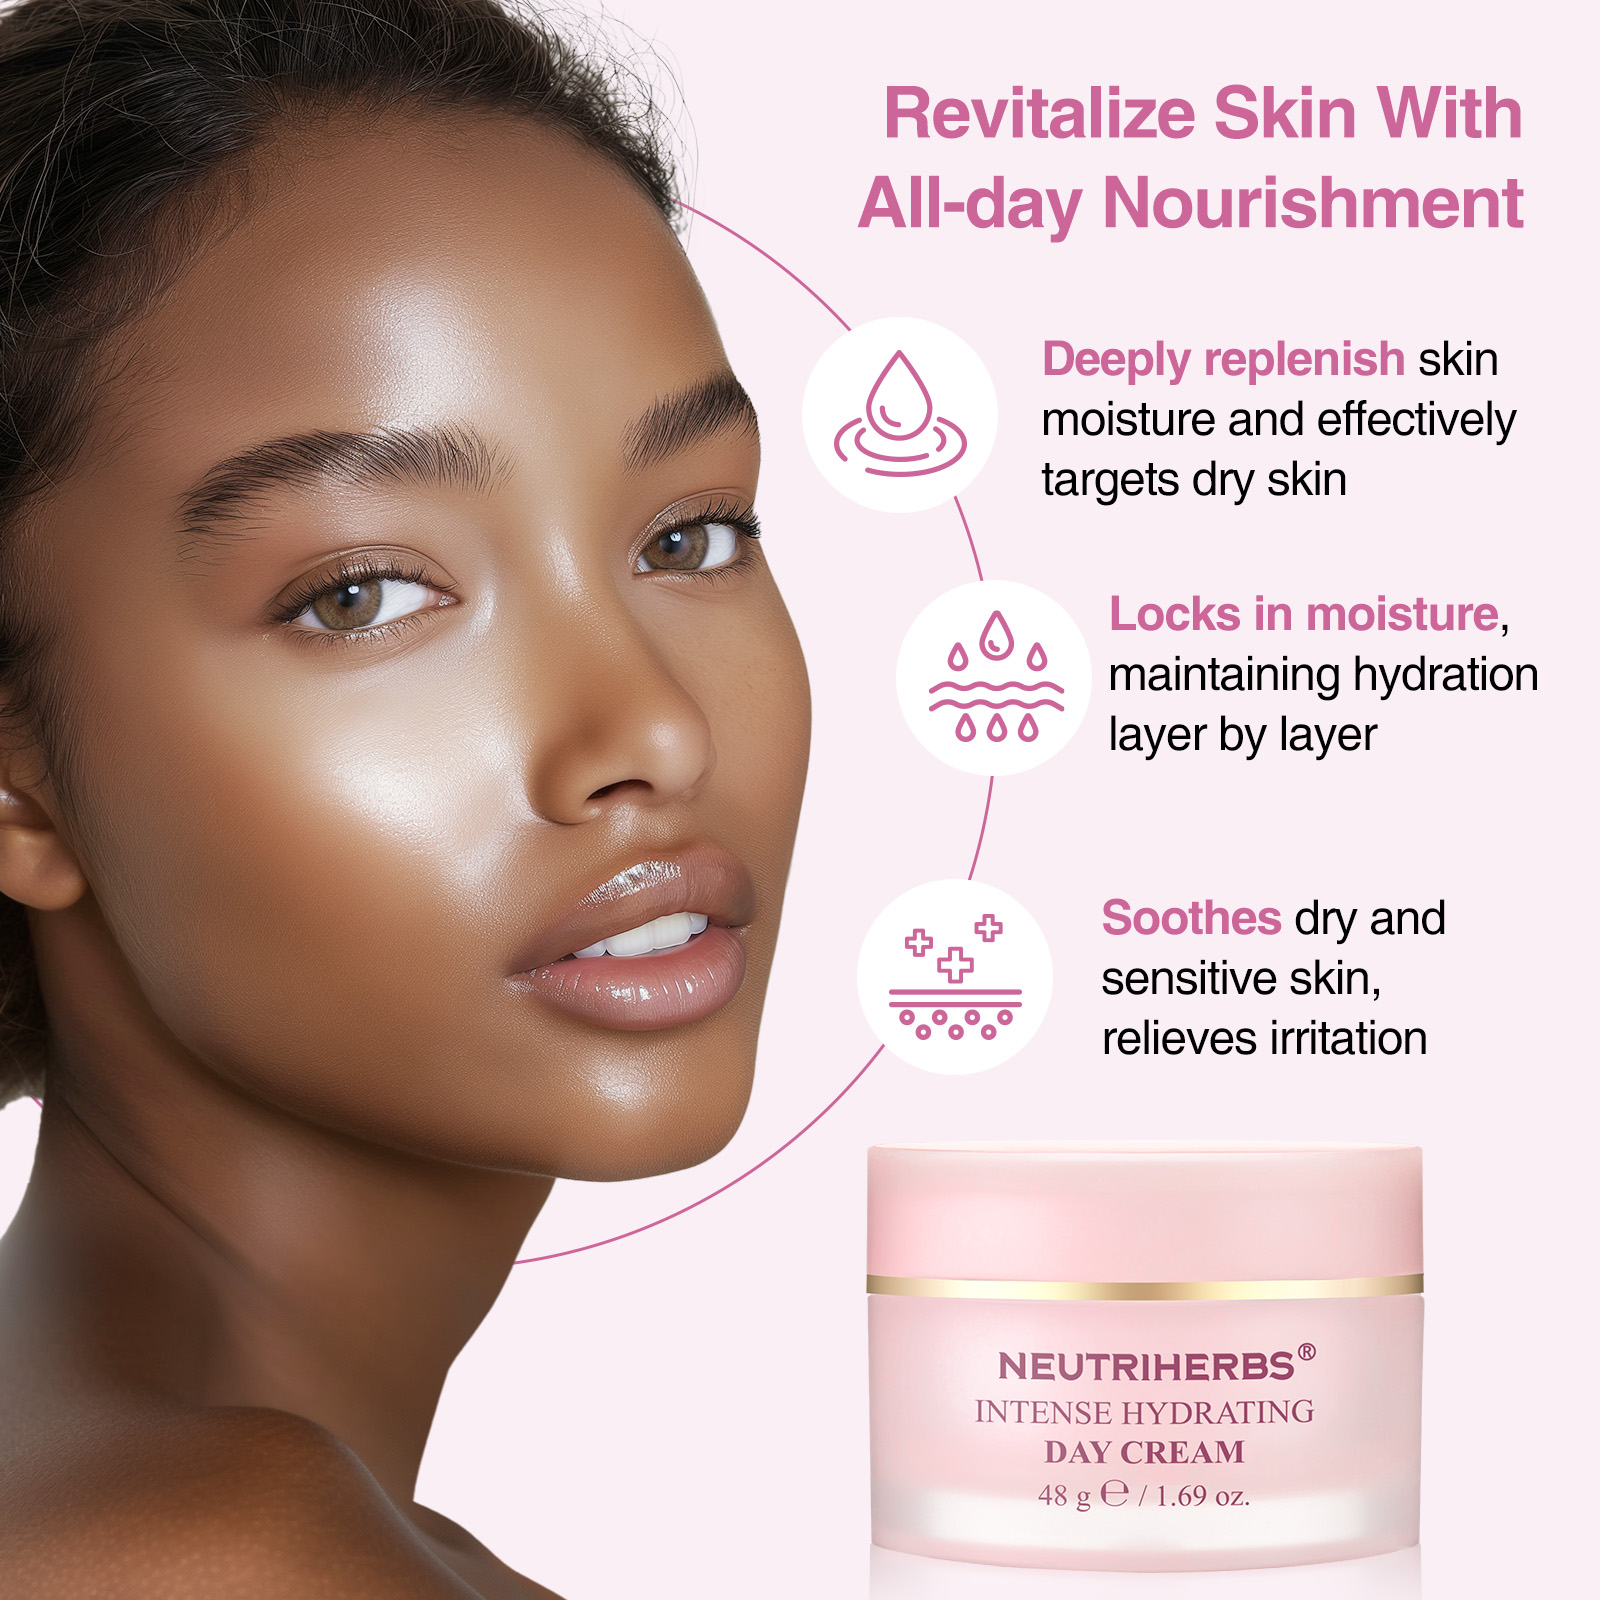 Revitalize Skin With
All-day Nourishment
Deeply replenish skin
moisture and effectively
targets dry skin
Locks in moisture,
maintaining hydration
layer by layer
Soothes dry and
sensitive skin,
relieves irritation
NEUTRIHERBS®
INTENSE HYDRATING
DAY CREAM
48 g ℮ / 1.69 oz.